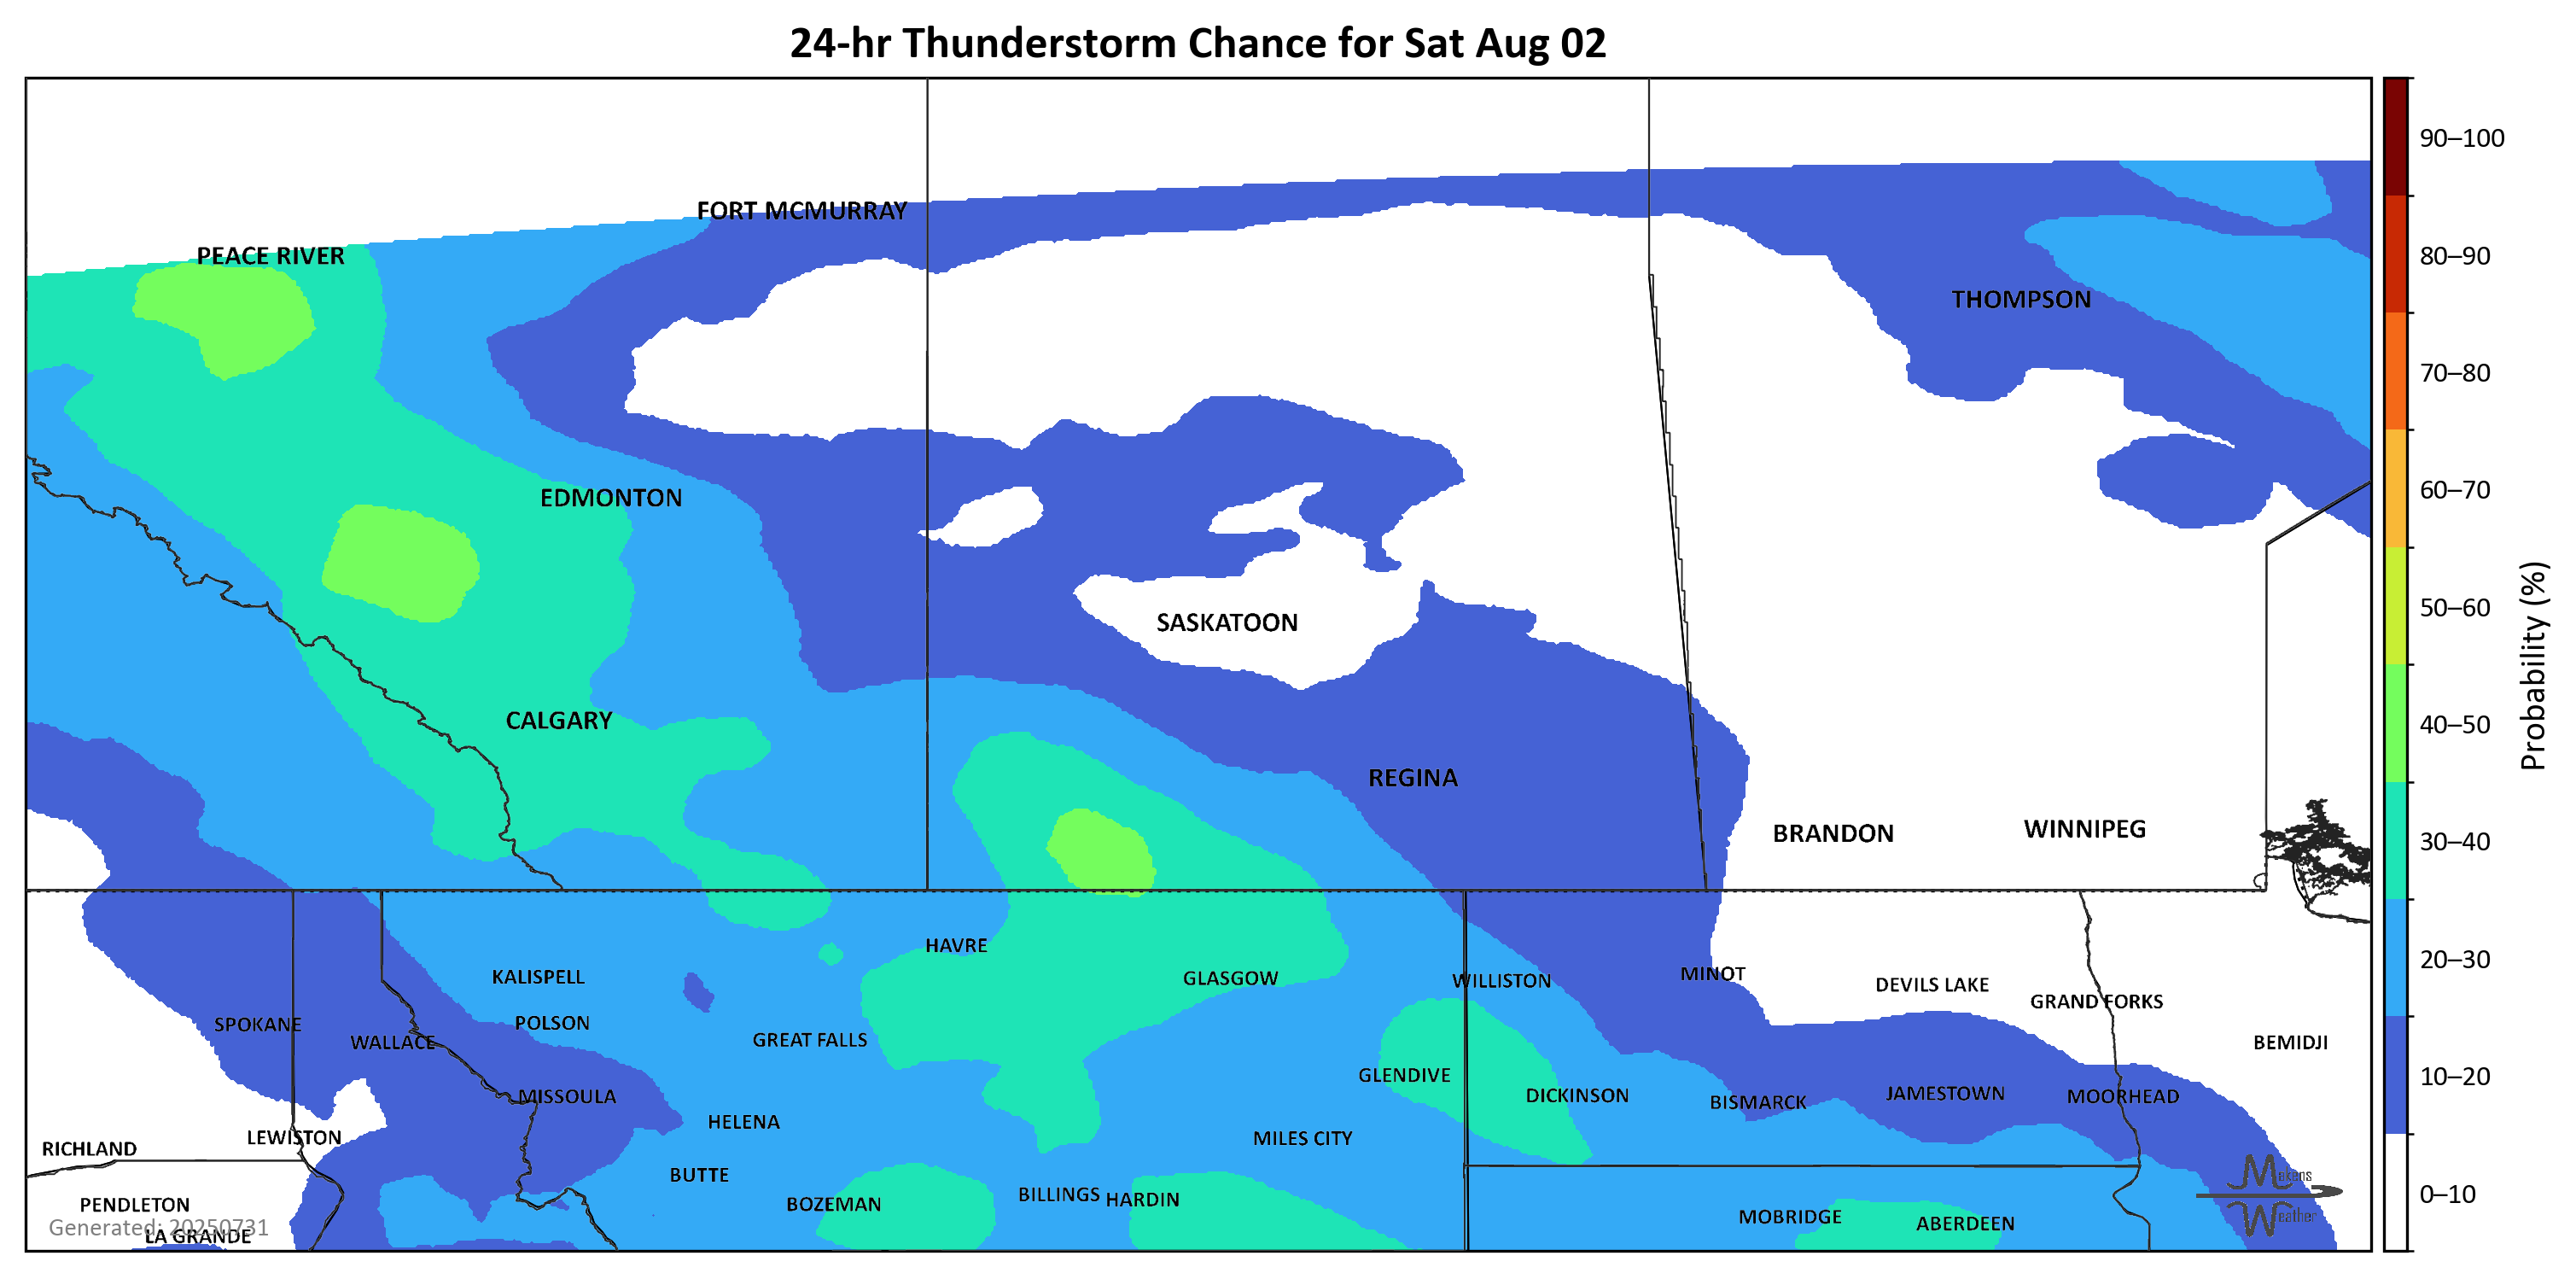 24-hr Thunderstorm Chance for Sat Aug 02
90–100
FORT MCMURRAY
PEACE RIVER
80–90
THOMPSON
70–80
60–70
EDMONTON
50–60
SASKATOON
Probability (%)
CALGARY
40–50
REGINA
BRANDON
WINNIPEG
30–40
HAVRE
20–30
KALISPELL
GLASGOW
WILLISTON
MINOT
DEVILS LAKE
GRAND FORKS
SPOKANE
POLSON
WALLACE
GREAT FALLS
BEMIDJI
GLENDIVE
10–20
MISSOULA
DICKINSON
BISMARCK
JAMESTOWN
MOORHEAD
HELENA
LEWISTON
MILES CITY
RICHLAND
BUTTE
Mekens
Weather
PENDLETON
BOZEMAN
BILLINGS
HARDIN
0–10
MOBRIDGE
ABERDEEN
Generated: 20250731
LA GRANDE